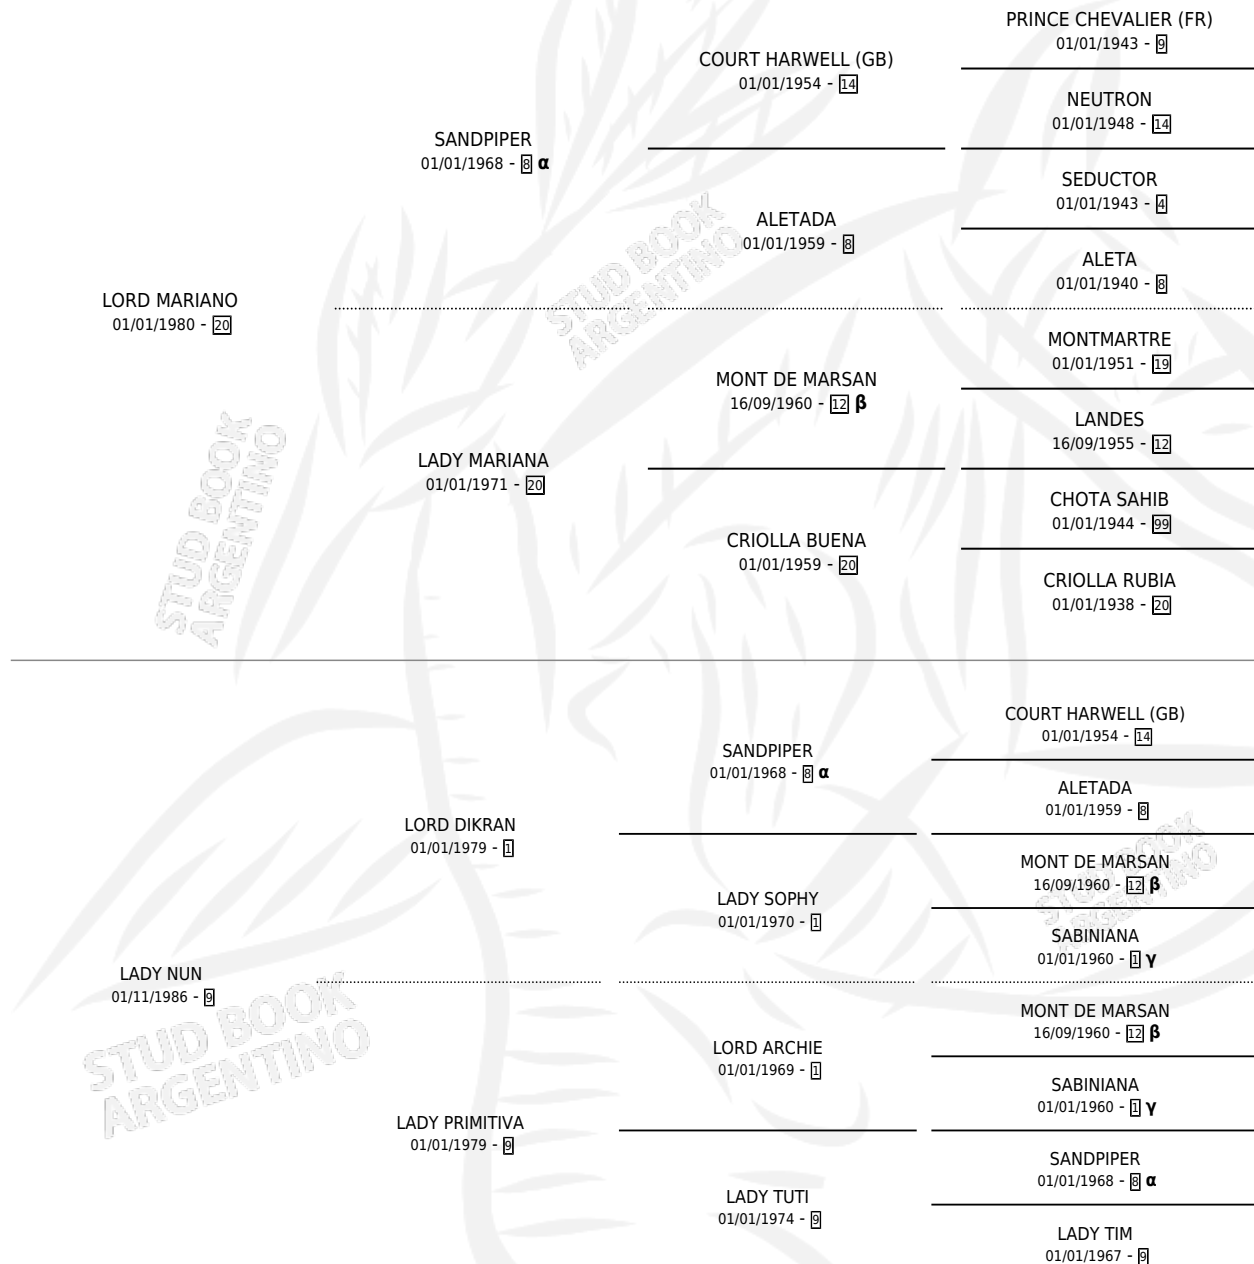 PRINCE CHEVALIER (FR)
01/01/1943 - 9
COURT HARWELL (GB)
01/01/1954 - 14
NEUTRON
01/01/1948 - 14
SANDPIPER
01/01/1968 - 8 α
SEDUCTOR
01/01/1943 - 4
ALETADA
01/01/1959 - 8
ALETA
01/01/1940 - 8
LORD MARIANO
01/01/1980 - 20
MONTMARTRE
01/01/1951 - 19
MONT DE MARSAN
16/09/1960 - 12 β
LANDES
16/09/1955 - 12
LADY MARIANA
01/01/1971 - 20
CHOTA SAHIB
01/01/1944 - 99
CRIOLLA BUENA
01/01/1959 - 20
CRIOLLA RUBIA
01/01/1938 - 20
STUD BOOK
ARGENTINO
STUD BOOK
ARGENTINO
COURT HARWELL (GB)
01/01/1954 - 14
SANDPIPER
01/01/1968 - 8 α
ALETADA
01/01/1959 - 8
LORD DIKRAN
01/01/1979 - 1
MONT DE MARSAN
16/09/1960 - 12 β
LADY SOPHY
01/01/1970 - 1
SABINIANA
01/01/1960 - 1 γ
LADY NUN
01/11/1986 - 9
MONT DE MARSAN
16/09/1960 - 12 β
LORD ARCHIE
01/01/1969 - 1
SABINIANA
01/01/1960 - 1 γ
LADY PRIMITIVA
01/01/1979 - 9
SANDPIPER
01/01/1968 - 8 α
LADY TUTI
01/01/1974 - 9
LADY TIM
01/01/1967 - 9
STUD BOOK
ARGENTINO
STUD BOOK
ARGENTINO